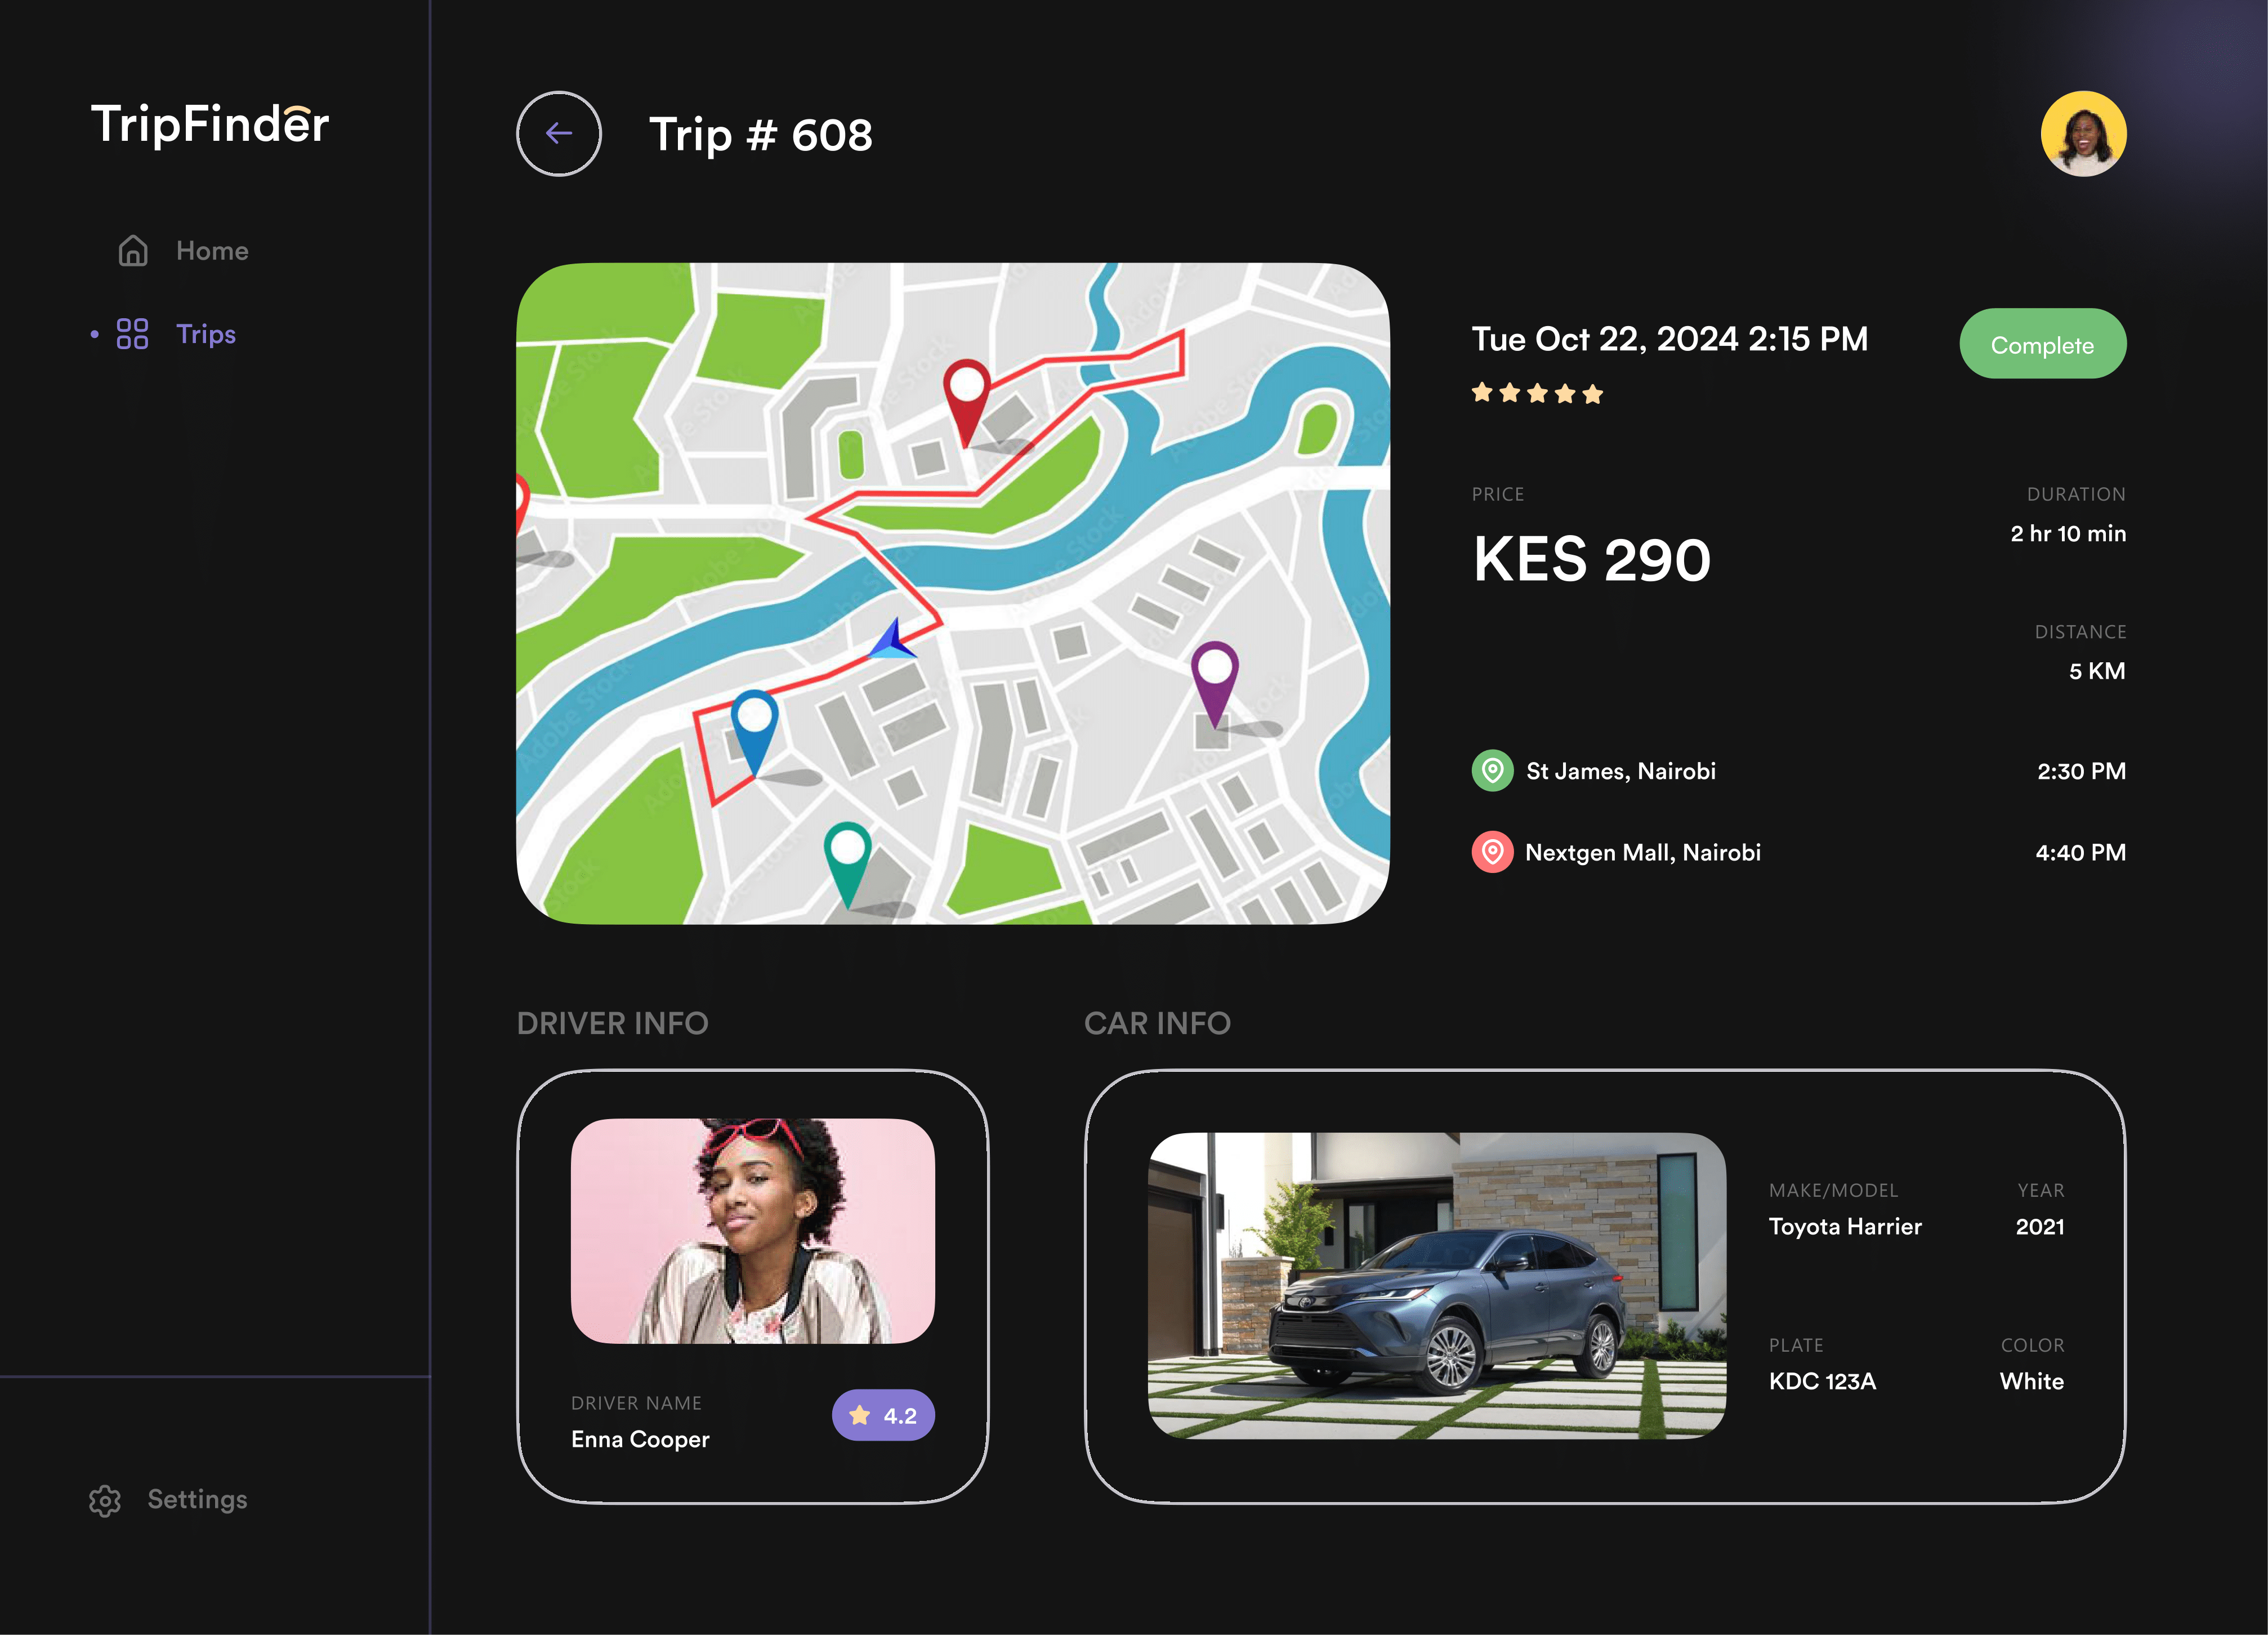 TripFinder
Home
Trips
Settings
Trip # 608
Tue Oct 22, 2024 2:15 PM
Complete
PRICE
KES 290
DURATION
2 hr 10 min
DISTANCE
5 KM
St James, Nairobi
2:30 PM
Nextgen Mall, Nairobi
4:40 PM
Adobe Stock
DRIVER INFO
DRIVER NAME
Enna Cooper
4.2
CAR INFO
MAKE/MODEL
Toyota Harrier
YEAR
2021
PLATE
KDC 123A
COLOR
White